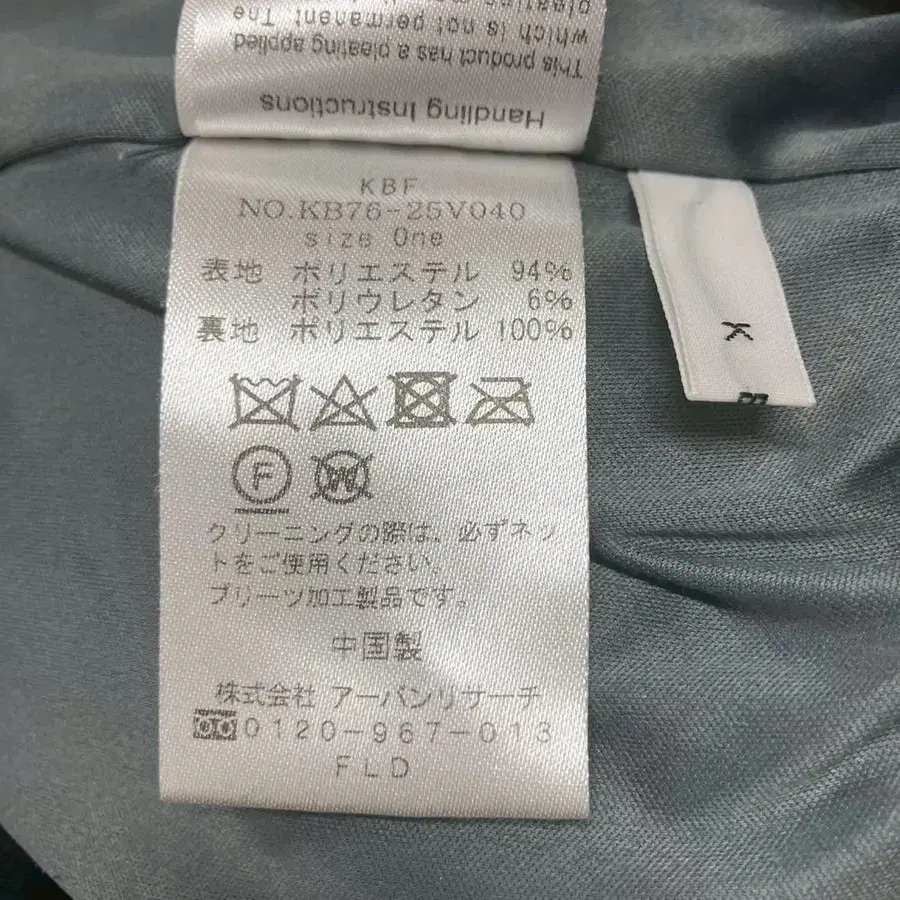 Handling Instructions
This product has a pleating applied,
which is not permanent. The
pleating
KBF
NO.KB76-25V040
size One
表地 ポリエステル 94%
ポリウレタン 6%
裏地 ポリエステル 100%
F W
クリーニングの際は、必ずネッ
トをご使用ください。
プリーツ加工製品です。
中国製
株式会社 アーバンリサーチ
0120-967-013
FLD
K